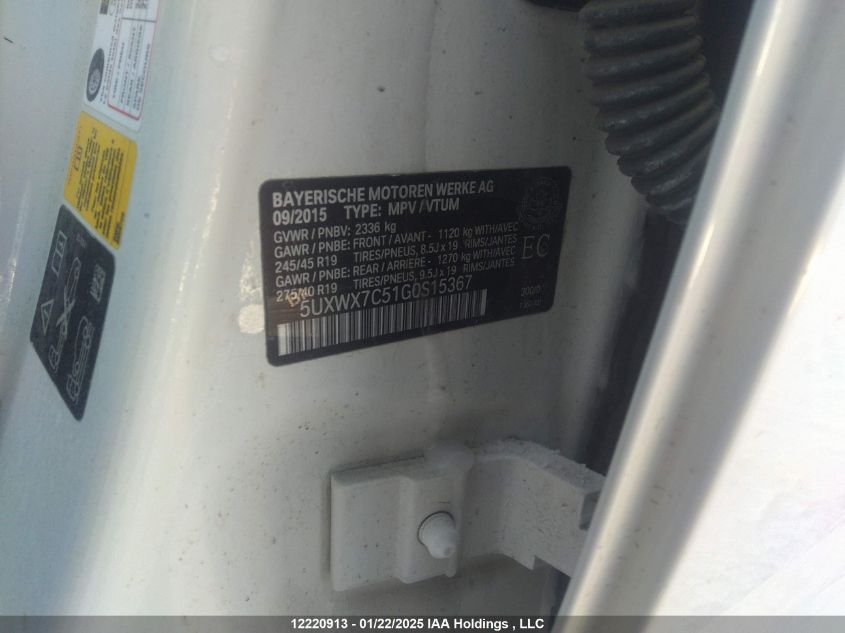 BAYERISCHE MOTOREN WERKE AG
09/2015 TYPE: MPV / VTUM
GVWR / PNBV: 2336 kg
GAWR / PNBE: FRONT / AVANT - 1120 kg WITH/AVEC
245/45 R19 TIRES/PNEUS, 8.5J x 19 RIMS/JANTES
GAWR / PNBE: REAR / ARRIERE - 1270 kg WITH/AVEC
275/40 R19 TIRES/PNEUS, 9.5J x 19 RIMS/JANTES
EC
5UXWX7C51G0S15367
12220913 - 01/22/2025 IAA Holdings , LLC